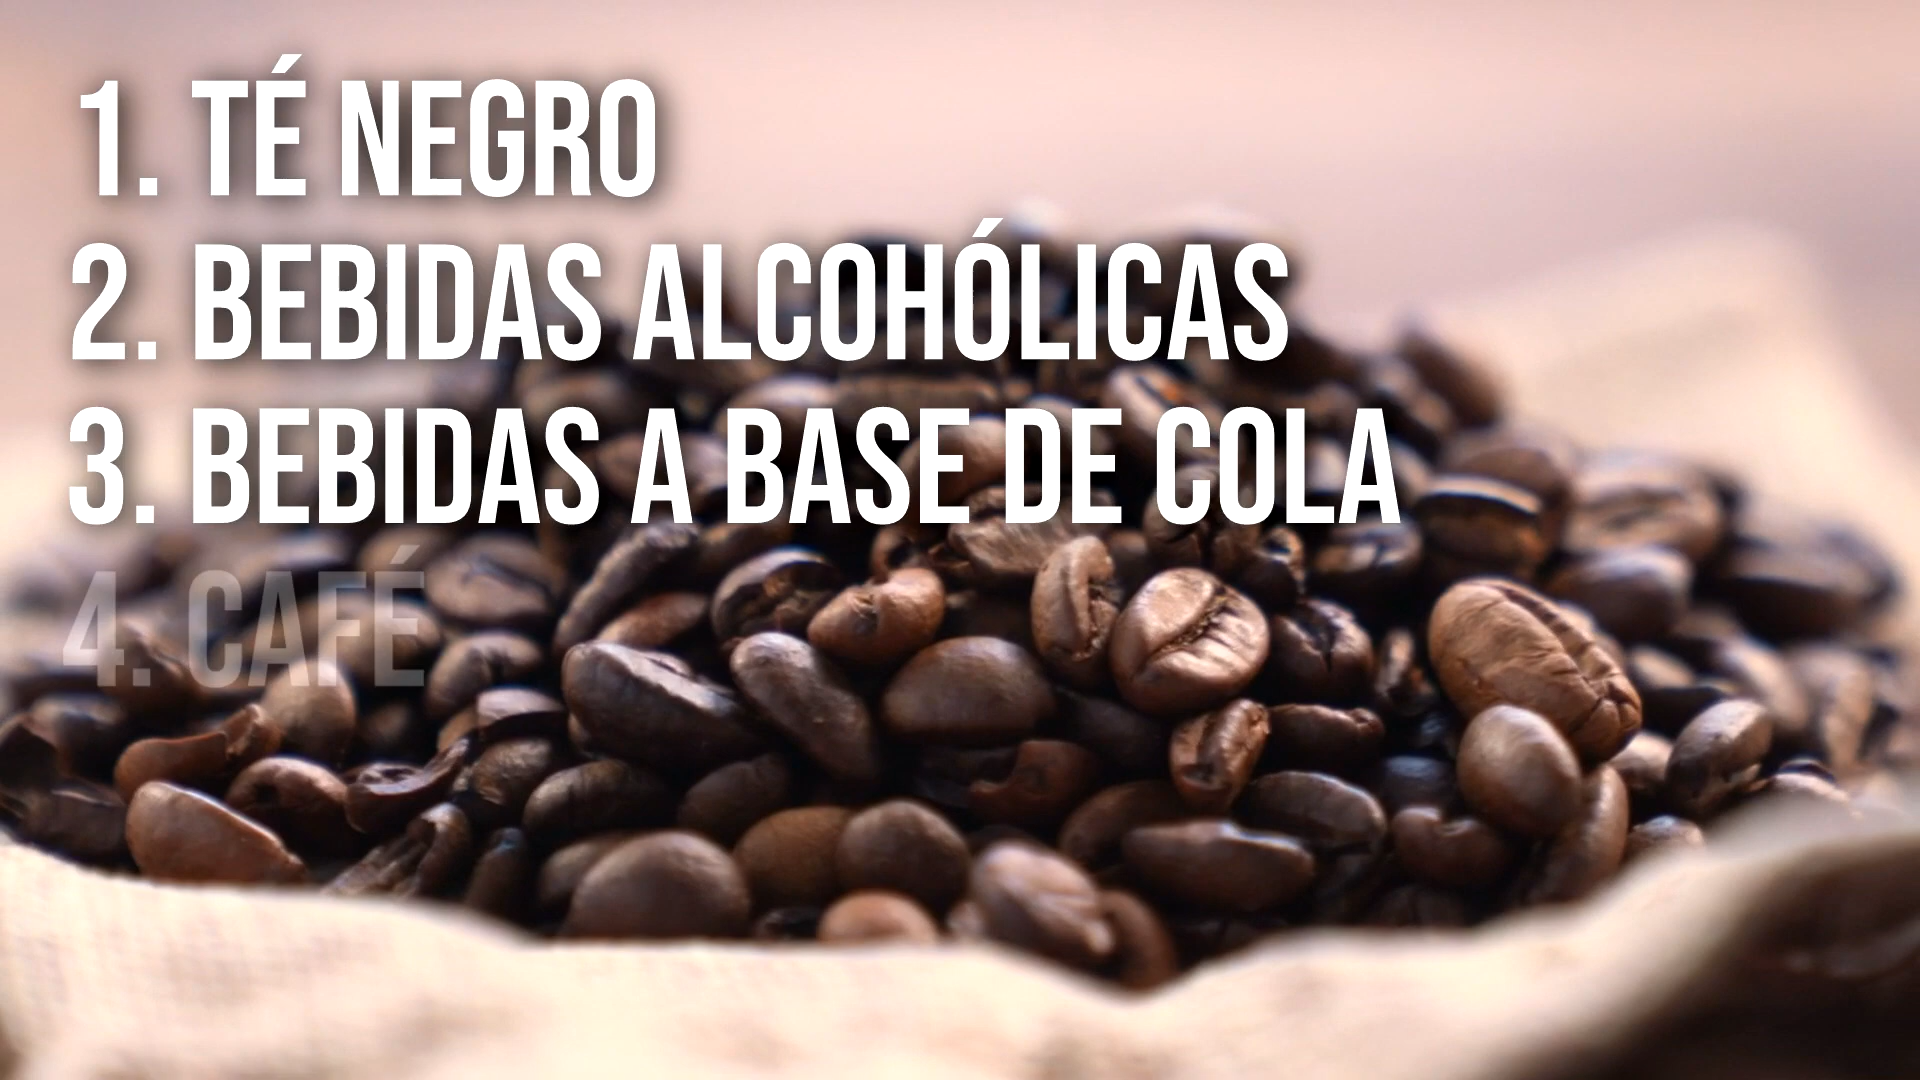 1. TÉ NEGRO
2. BEBIDAS ALCOHÓLICAS
3. BEBIDAS A BASE DE COLA
4. CAFÉ